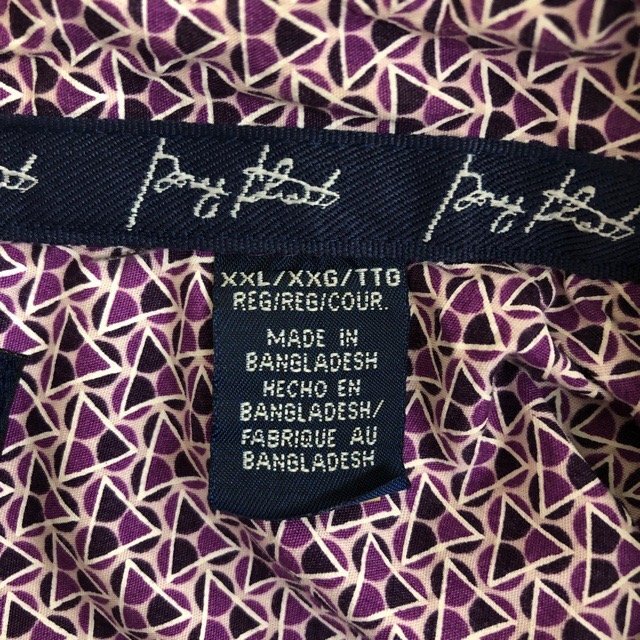 XXL/XXG/TTG
REG/REG/COUR.
MADE IN
BANGLADESH
HECHO EN
BANGLADESH/
FABRIQUE AU
BANGLADESH